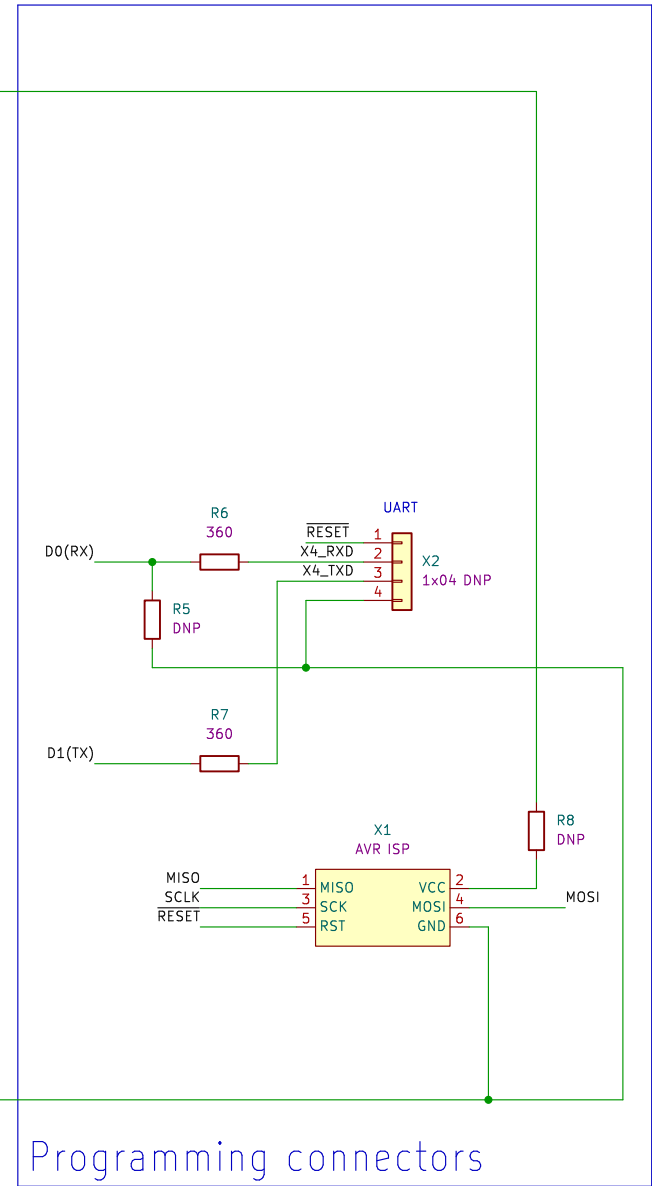 UART
R6
360
RESET
1
D0(RX)
X4_RXD
2
X2
X4_TXD
3
1x04 DNP
4
R5
DNP
R7
360
D1(TX)
R8
DNP
X1
AVR ISP
MISO
1
MISO
VCC
2
SCLK
3
SCK
MOSI
4
MOSI
RESET
5
RST
GND
6
Programming connectors